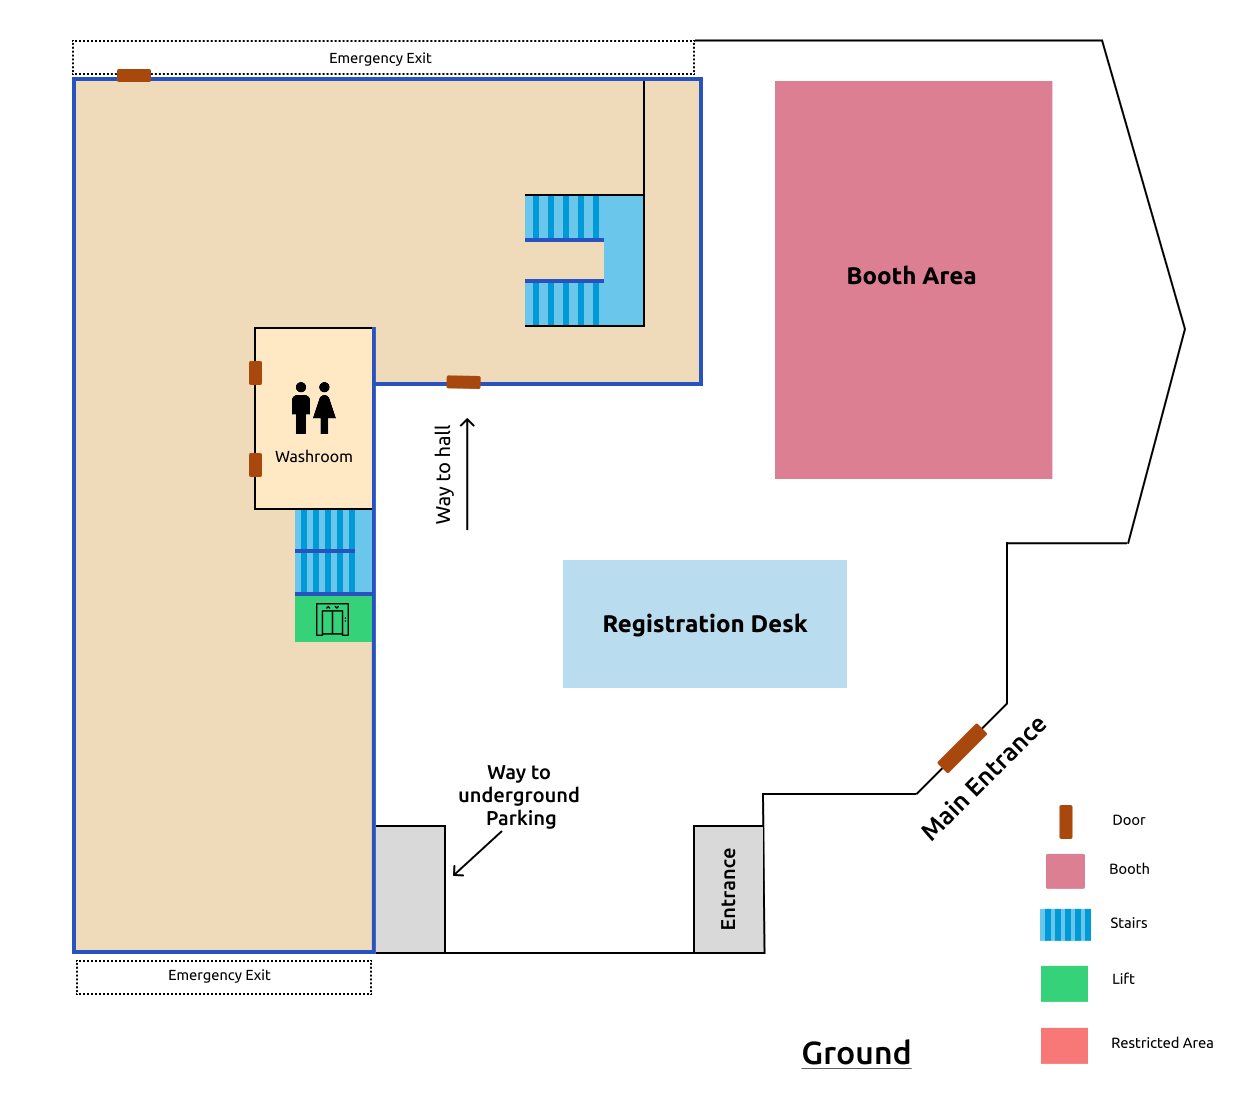 Emergency Exit
Booth Area
Way to hall
Washroom
Registration Desk
Way to
underground
Parking
Main Entrance
Entrance
Emergency Exit
Door
Booth
Stairs
Lift
Restricted Area
Ground